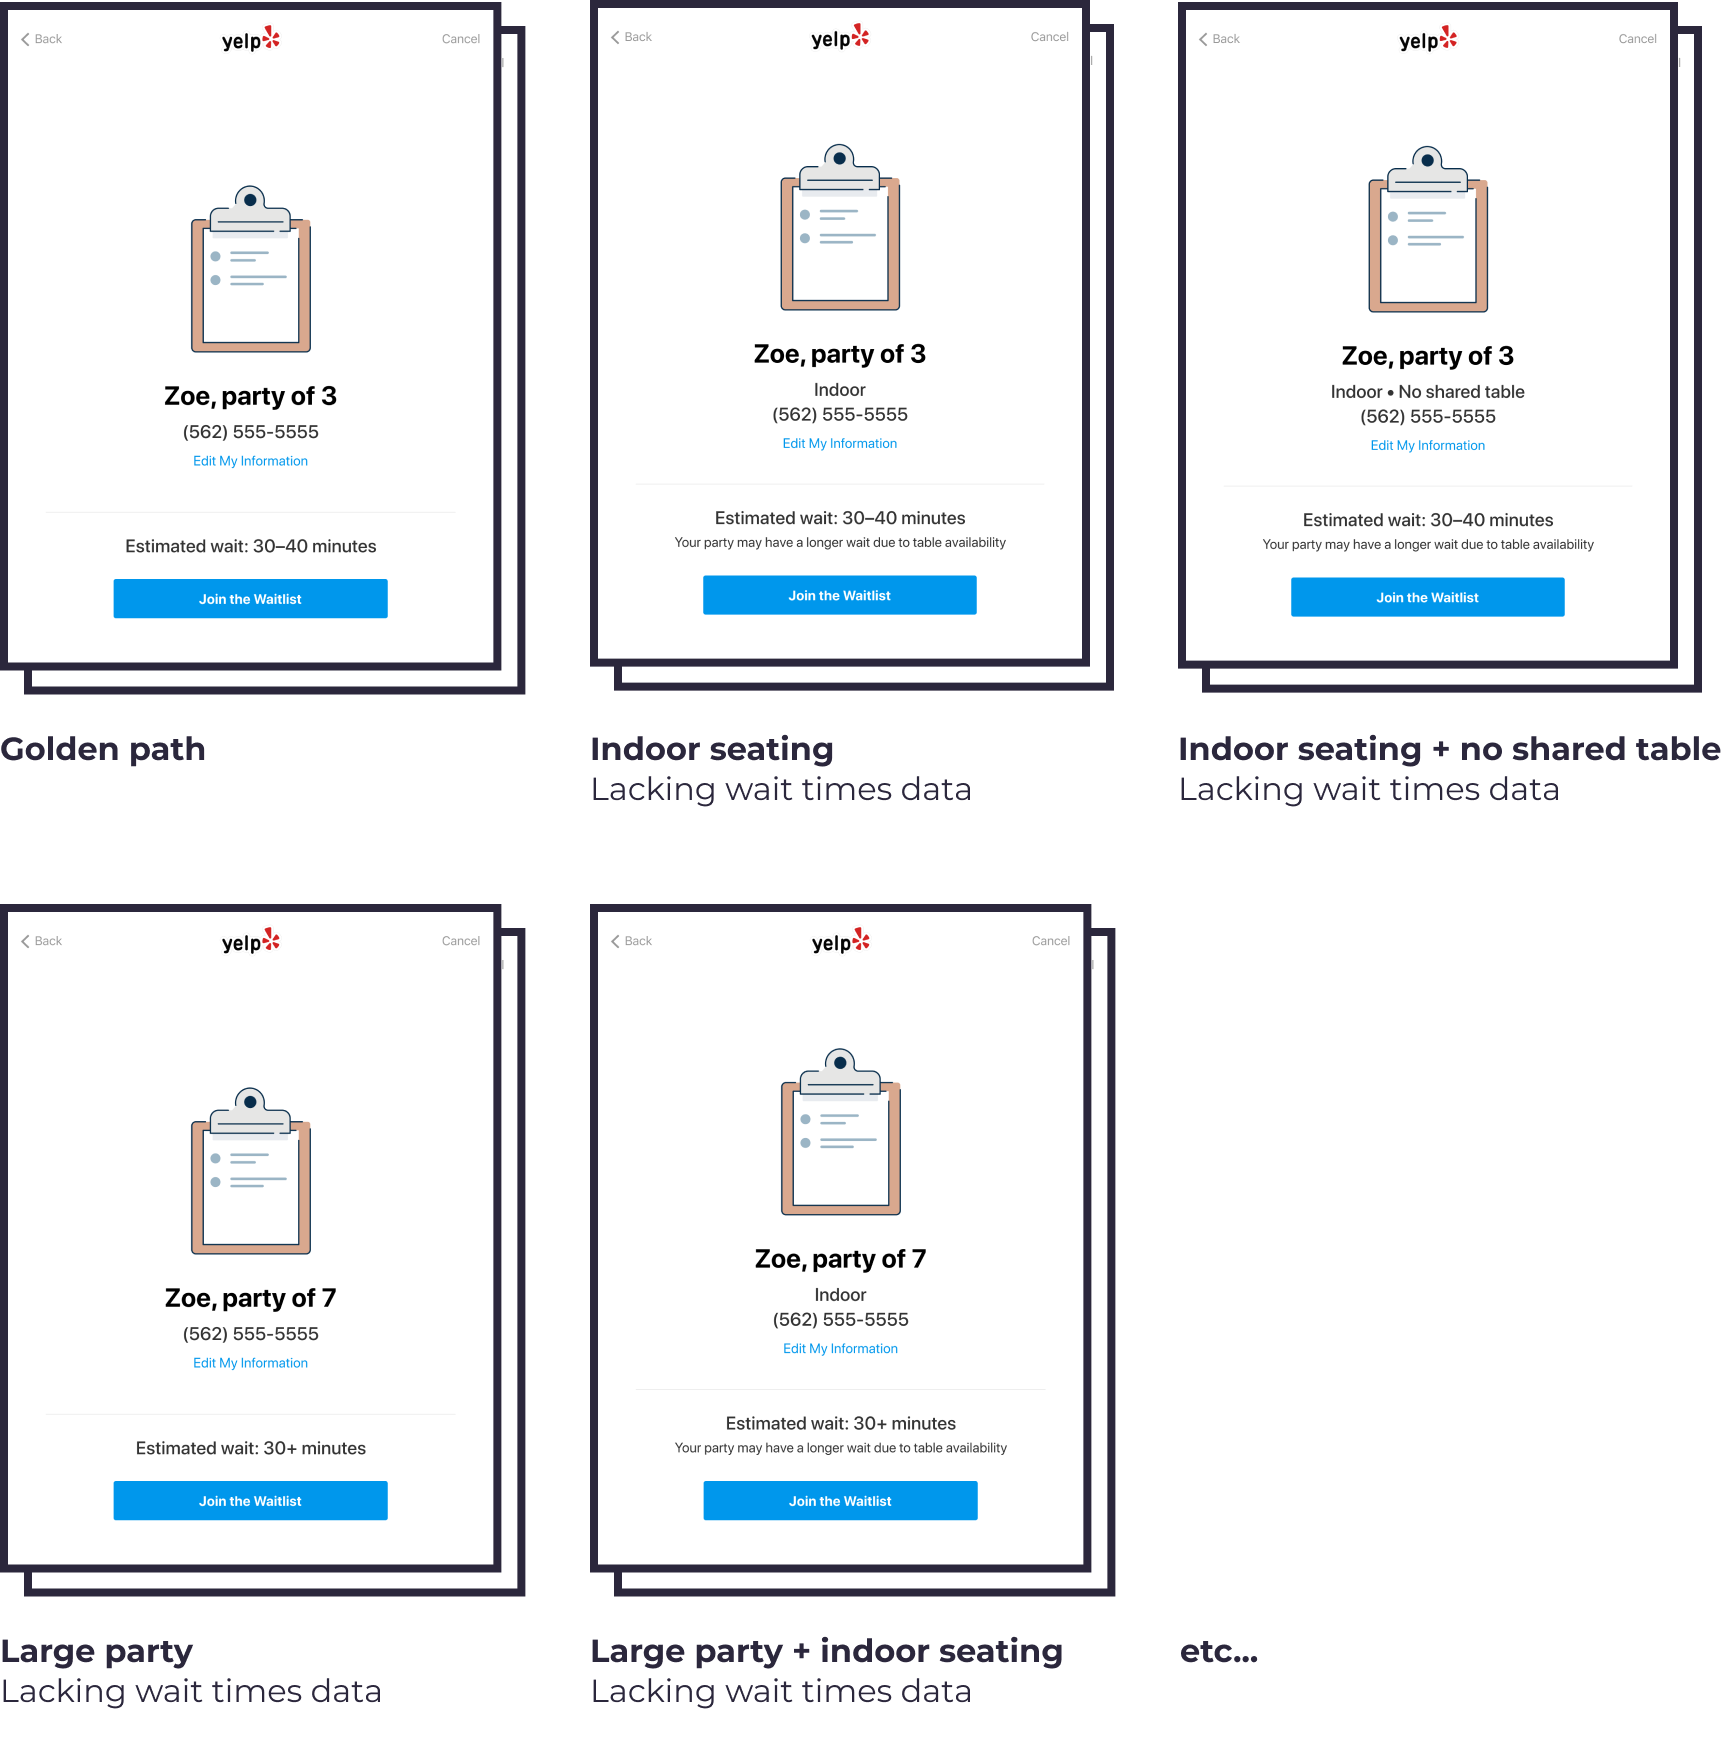 Back
yelp
Cancel
Zoe, party of 3
(562) 555-5555
Edit My Information
Estimated wait: 30–40 minutes
Join the Waitlist
Golden path
Back
yelp
Cancel
Zoe, party of 3
Indoor
(562) 555-5555
Edit My Information
Estimated wait: 30–40 minutes
Your party may have a longer wait due to table availability
Join the Waitlist
Indoor seating
Lacking wait times data
Back
yelp
Cancel
Zoe, party of 3
Indoor • No shared table
(562) 555-5555
Edit My Information
Estimated wait: 30–40 minutes
Your party may have a longer wait due to table availability
Join the Waitlist
Indoor seating + no shared table
Lacking wait times data
Back
yelp
Cancel
Zoe, party of 7
(562) 555-5555
Edit My Information
Estimated wait: 30+ minutes
Join the Waitlist
Large party
Lacking wait times data
Back
yelp
Cancel
Zoe, party of 7
Indoor
(562) 555-5555
Edit My Information
Estimated wait: 30+ minutes
Your party may have a longer wait due to table availability
Join the Waitlist
Large party + indoor seating
Lacking wait times data
etc...